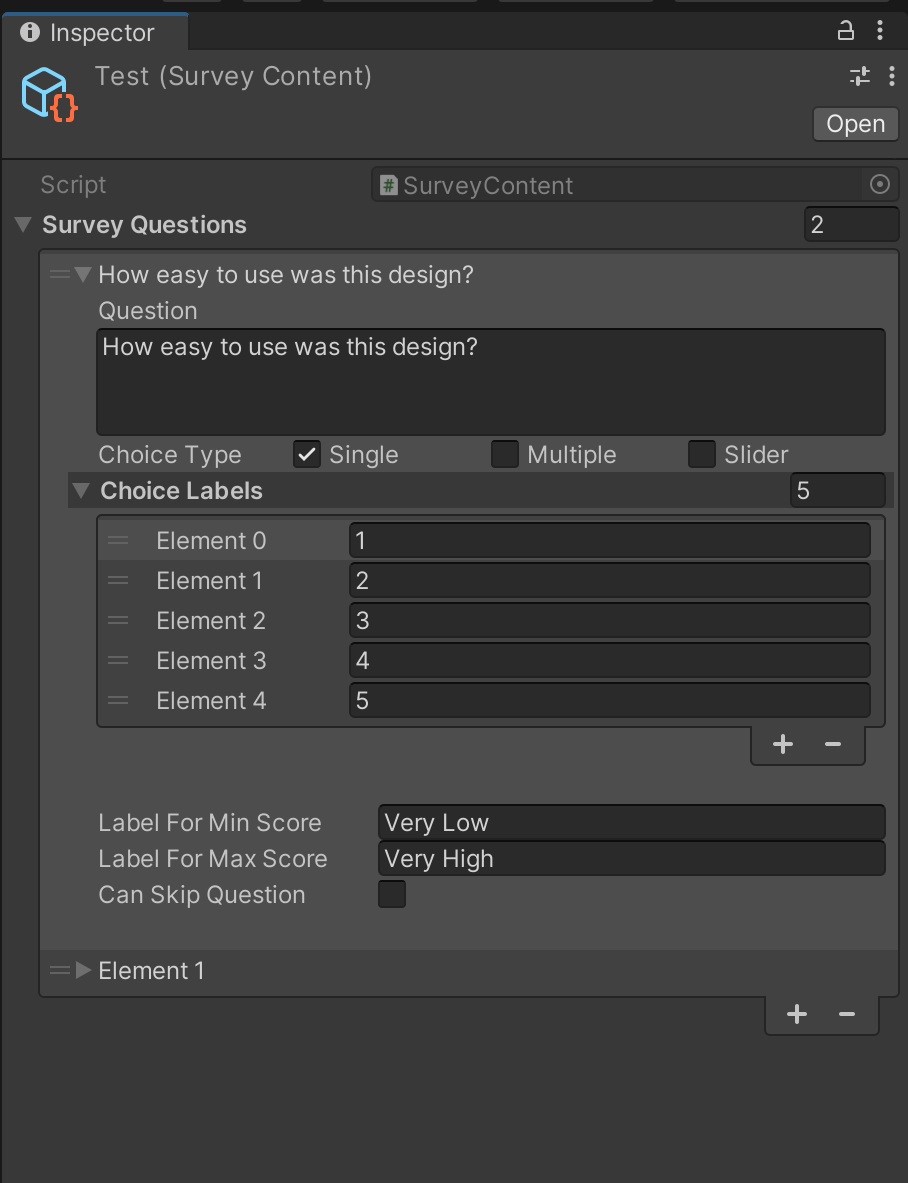 Inspector
Test (Survey Content)
Open
Script # SurveyContent
Survey Questions 2
How easy to use was this design?
Question
How easy to use was this design?
Choice Type Single Multiple Slider
Choice Labels 5
Element 0 1
Element 1 2
Element 2 3
Element 3 4
Element 4 5
+ −
Label For Min Score Very Low
Label For Max Score Very High
Can Skip Question
Element 1
+ −